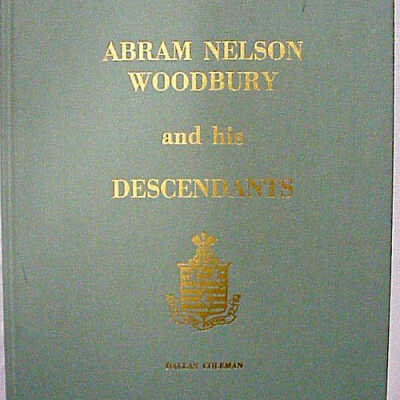 ABRAM NELSON
WOODBURY
and his
DESCENDANTS
DALLAS COLEMAN